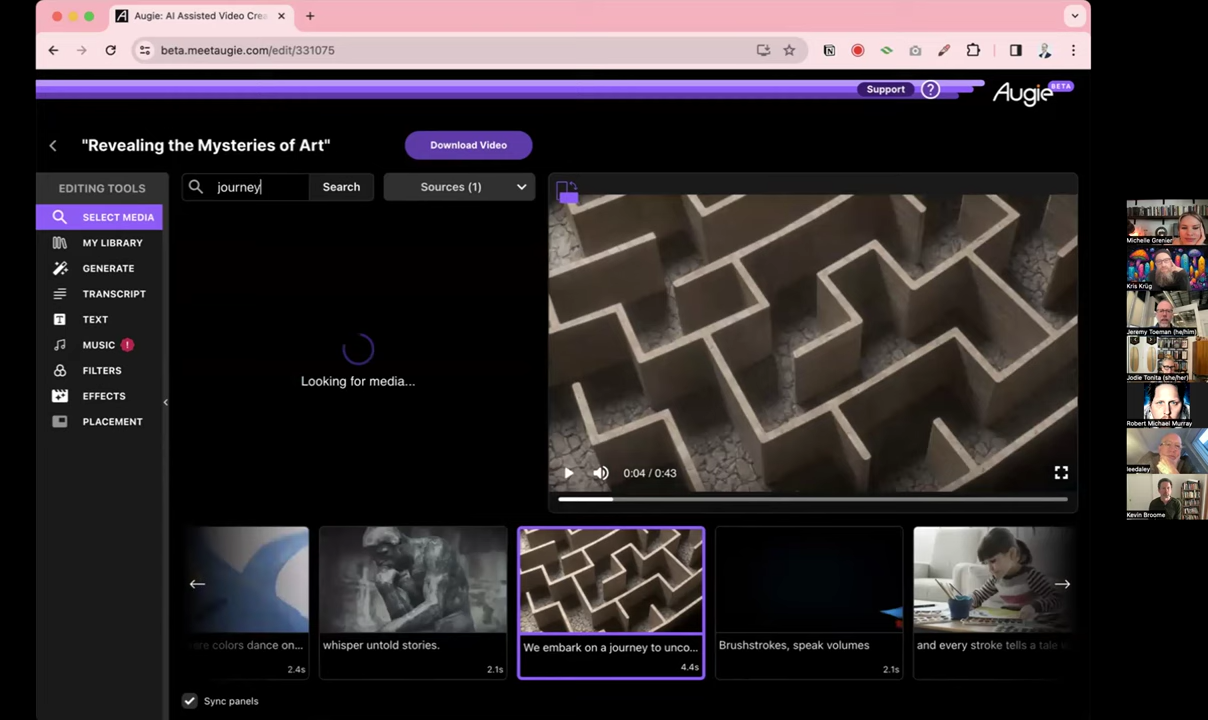 Augie: AI Assisted Video Crea
beta.meetaugie.com/edit/331075
Support
?
Augie BETA
"Revealing the Mysteries of Art"
Download Video
EDITING TOOLS
SELECT MEDIA
MY LIBRARY
GENERATE
TRANSCRIPT
TEXT
MUSIC !
FILTERS
EFFECTS
PLACEMENT
journey
Search
Sources (1)
Looking for media...
0:04 / 0:43
ere colors dance on...
2.4s
whisper untold stories.
2.1s
We embark on a journey to unco...
4.4s
Brushstrokes, speak volumes
2.1s
and every stroke tells a tale
Sync panels
Michelle Grenier
Kris Krüg
Jeremy Toeman (he/him)
Jodie Tonita (she/her)
Robert Michael Murray
leedaley
Kevin Broome